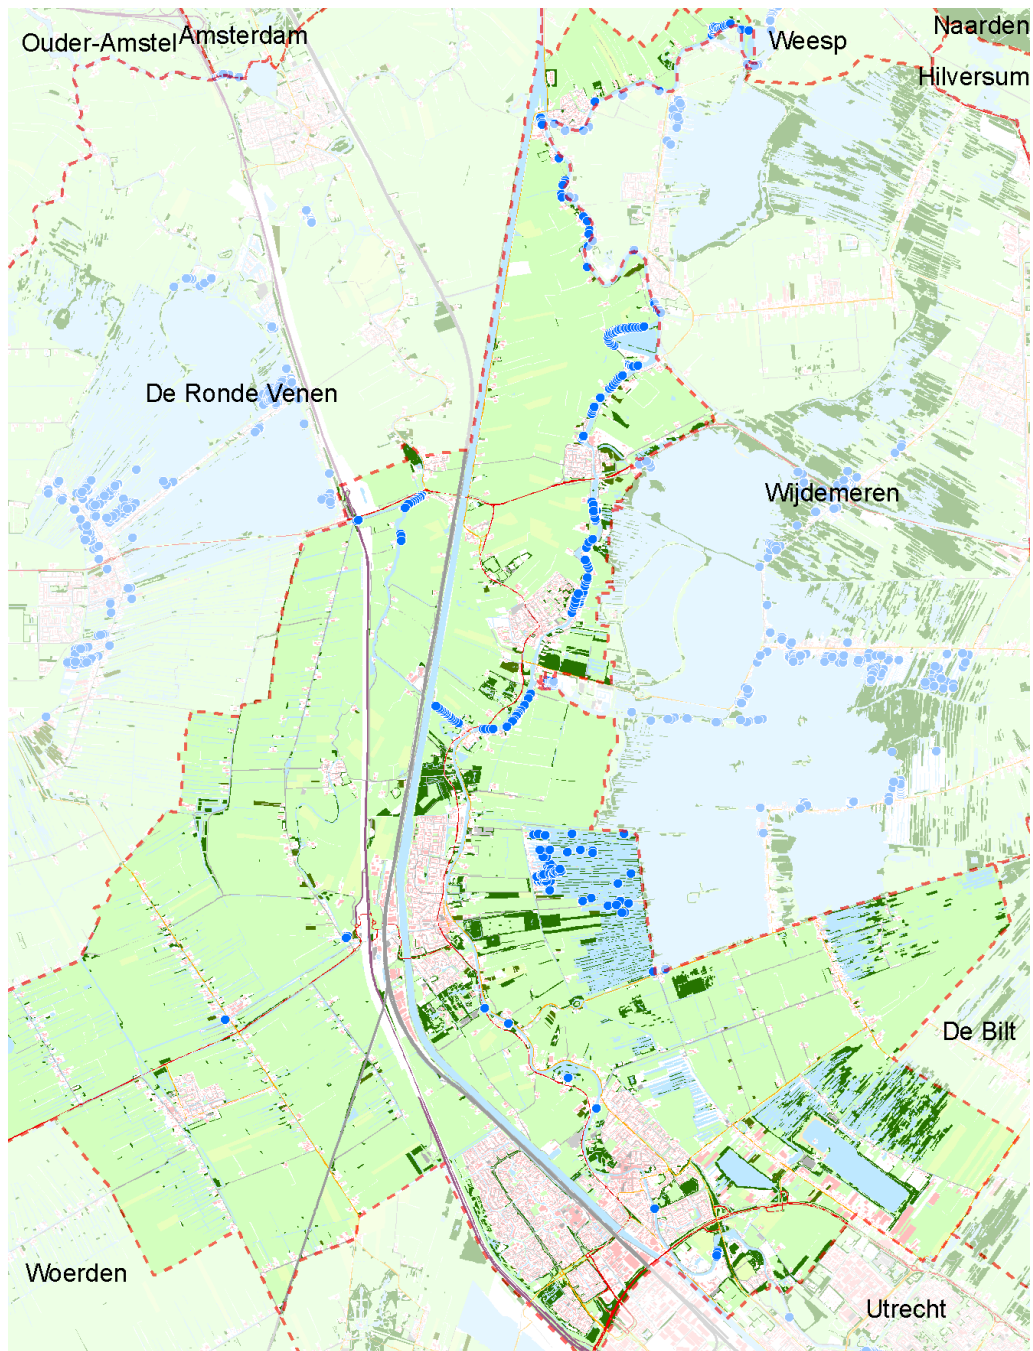 Ouder-Amstel
Amsterdam
Weesp
Naarden
Hilversum
De Ronde Venen
Wijdemeren
De Bilt
Woerden
Utrecht